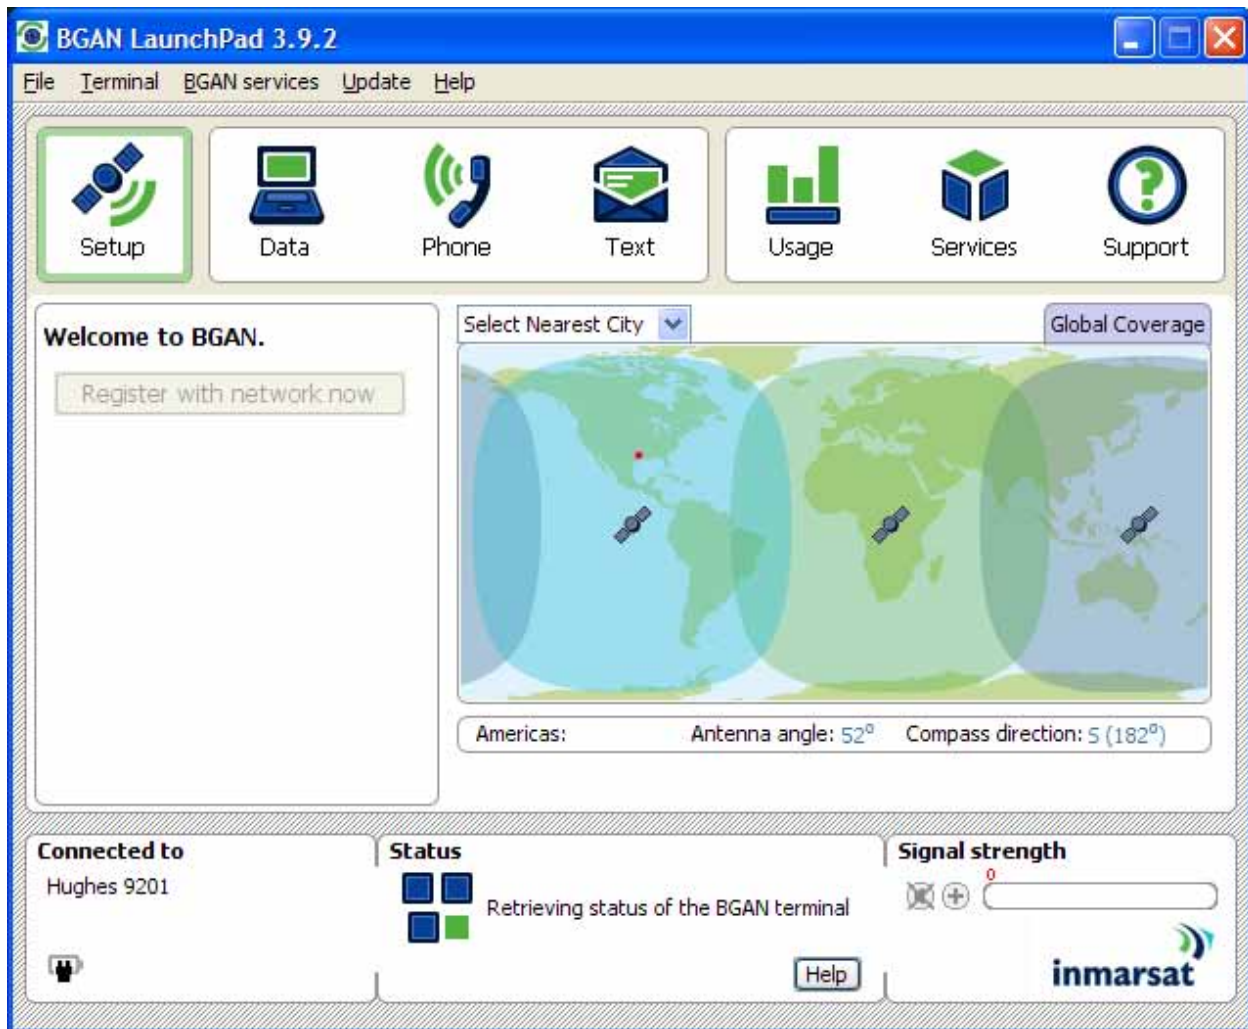 BGAN LaunchPad 3.9.2
File Terminal BGAN services Update Help
Setup Data Phone Text Usage Services Support
Welcome to BGAN.
Register with network now
Select Nearest City
Global Coverage
Americas: Antenna angle: 52° Compass direction: S (182°)
Connected to
Hughes 9201
Status
Retrieving status of the BGAN terminal
Help
Signal strength
0
inmarsat